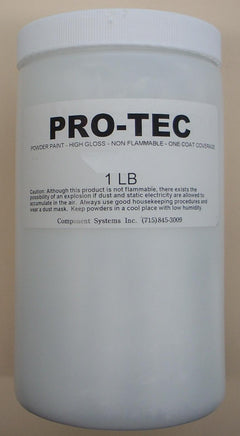 PRO-TEC
POWDER PAINT - HIGH GLOSS - NON FLAMMABLE - ONE COAT COVERAGE
1 LB
Caution: Although this product is not flammable, there exists the
possibility of an explosion if dust and static electricity are allowed to
accumulate in the air. Always use good housekeeping procedures and
wear a dust mask. Keep powders in a cool place with low humidity.
Component Systems Inc. (715)845-3009